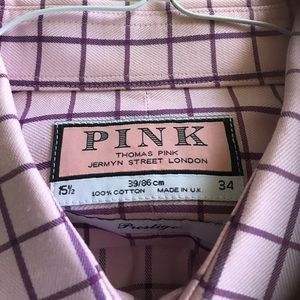 PINK
THOMAS PINK
JERMYN STREET LONDON
15½ 39/86 cm 34
100% COTTON MADE IN U.K.
Prestige